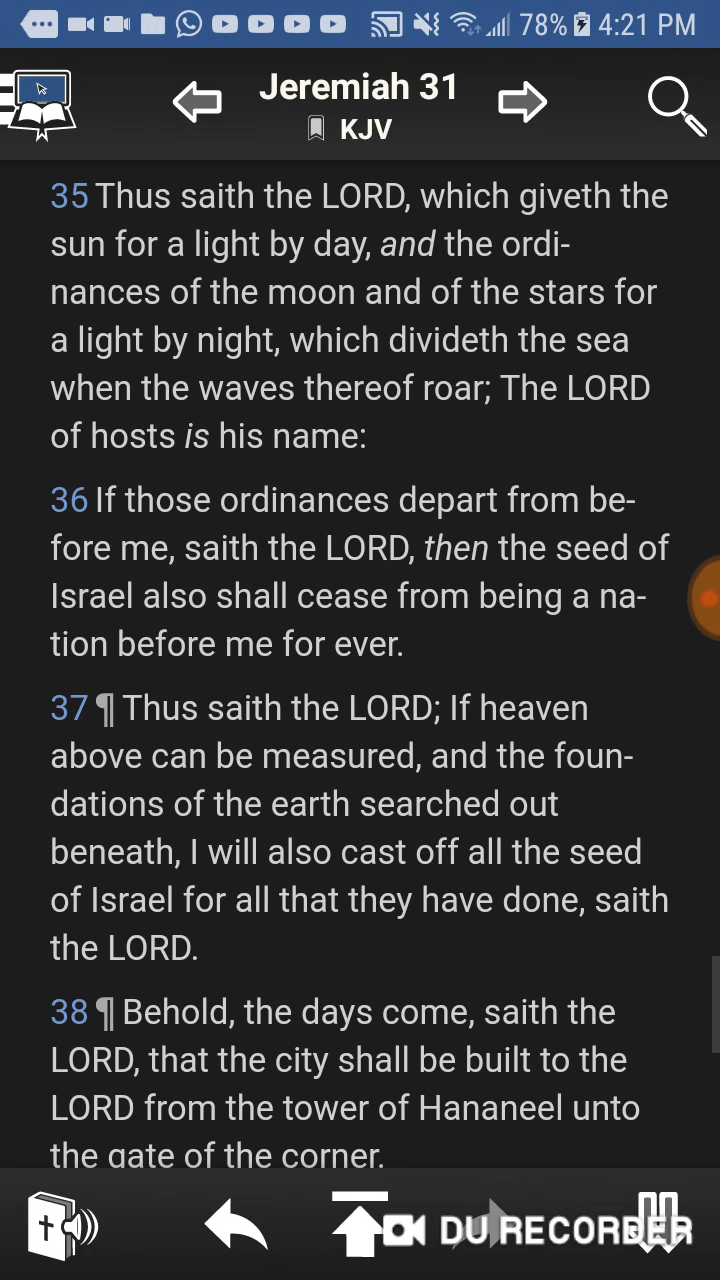 78% 4:21 PM
Jeremiah 31
KJV
35 Thus saith the LORD, which giveth the
sun for a light by day, and the ordi-
nances of the moon and of the stars for
a light by night, which divideth the sea
when the waves thereof roar; The LORD
of hosts is his name:
36 If those ordinances depart from be-
fore me, saith the LORD, then the seed of
Israel also shall cease from being a na-
tion before me for ever.
37 ¶ Thus saith the LORD; If heaven
above can be measured, and the foun-
dations of the earth searched out
beneath, I will also cast off all the seed
of Israel for all that they have done, saith
the LORD.
38 ¶ Behold, the days come, saith the
LORD, that the city shall be built to the
LORD from the tower of Hananeel unto
the gate of the corner.
DU RECORDER